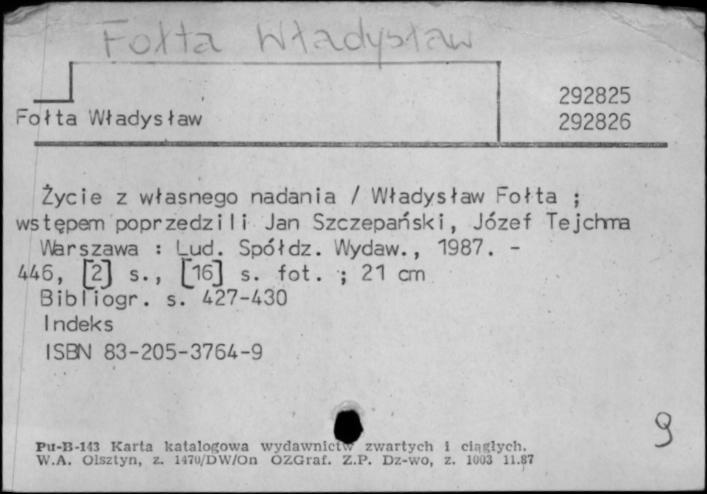 Fołta Władysław
292825
Fołta Władysław
292826
Życie z własnego nadania / Władysław Fołta ;
wstępem poprzedzili Jan Szczepański, Józef Tejchma
Warszawa : Lud. Spółdz. Wydaw., 1987. -
446, [2] s., [16] s. fot. ; 21 cm
Bibliogr. s. 427-430
Indeks
ISBN 83-205-3764-9
9
Pu-B-143 Karta katalogowa wydawnictw zwartych i ciągłych.
W.A. Olsztyn, z. 1470/DW/On OZGraf. Z.P. Dz-wo, z. 1003 11.87